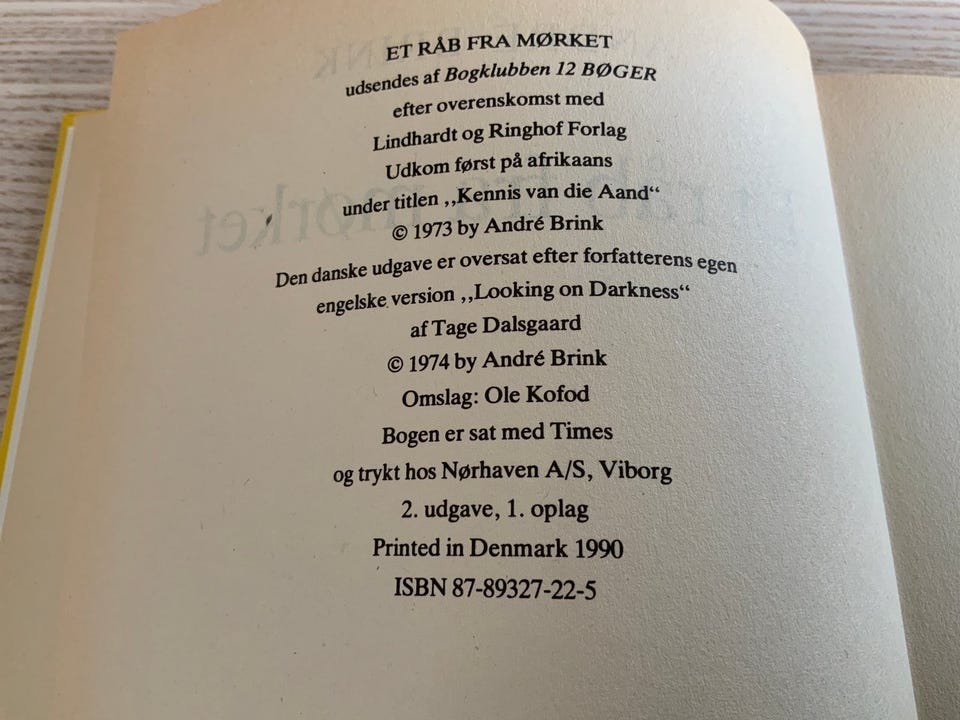 ET RÅB FRA MØRKET
udsendes af Bogklubben 12 BØGER
efter overenskomst med
Lindhardt og Ringhof Forlag
Udkom først på afrikaans
under titlen ,,Kennis van die Aand“
© 1973 by André Brink
Den danske udgave er oversat efter forfatterens egen
engelske version ,,Looking on Darkness“
af Tage Dalsgaard
© 1974 by André Brink
Omslag: Ole Kofod
Bogen er sat med Times
og trykt hos Nørhaven A/S, Viborg
2. udgave, 1. oplag
Printed in Denmark 1990
ISBN 87-89327-22-5